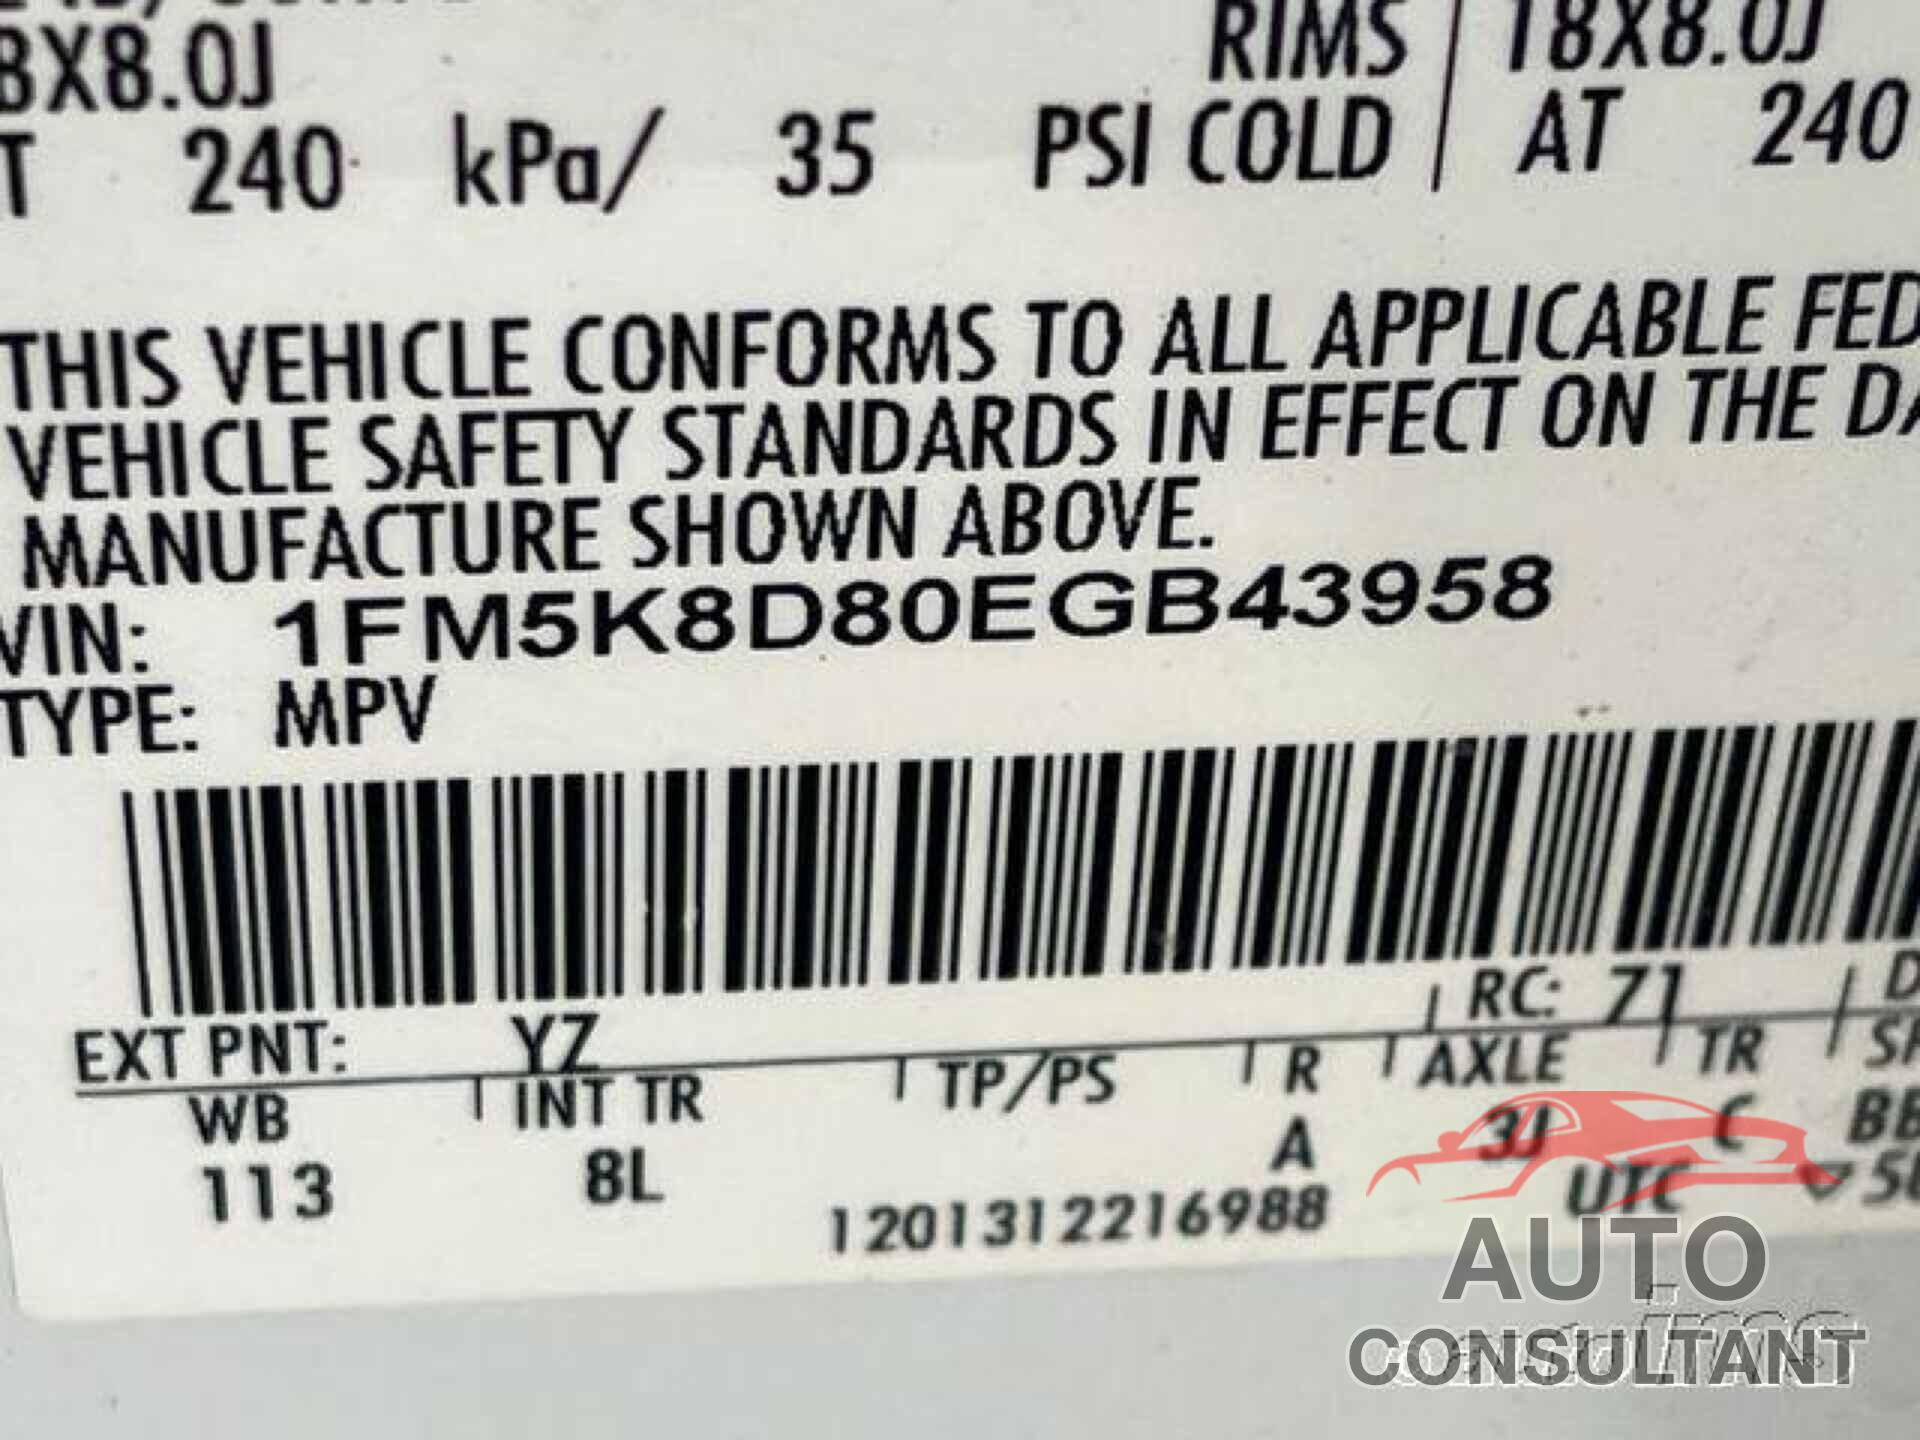 8X8.0J RIMS 18X8.0J
T 240 kPa/ 35 PSI COLD AT 240
THIS VEHICLE CONFORMS TO ALL APPLICABLE FED
VEHICLE SAFETY STANDARDS IN EFFECT ON THE DA
MANUFACTURE SHOWN ABOVE.
VIN: 1FM5K8D80EGB43958
TYPE: MPV
EXT PNT: YZ RC: 71 D
WB INT TR TP/PS R AXLE TR
113 8L A 3J C BB
1201312216988 UTC
AUTO
CONSULTANT